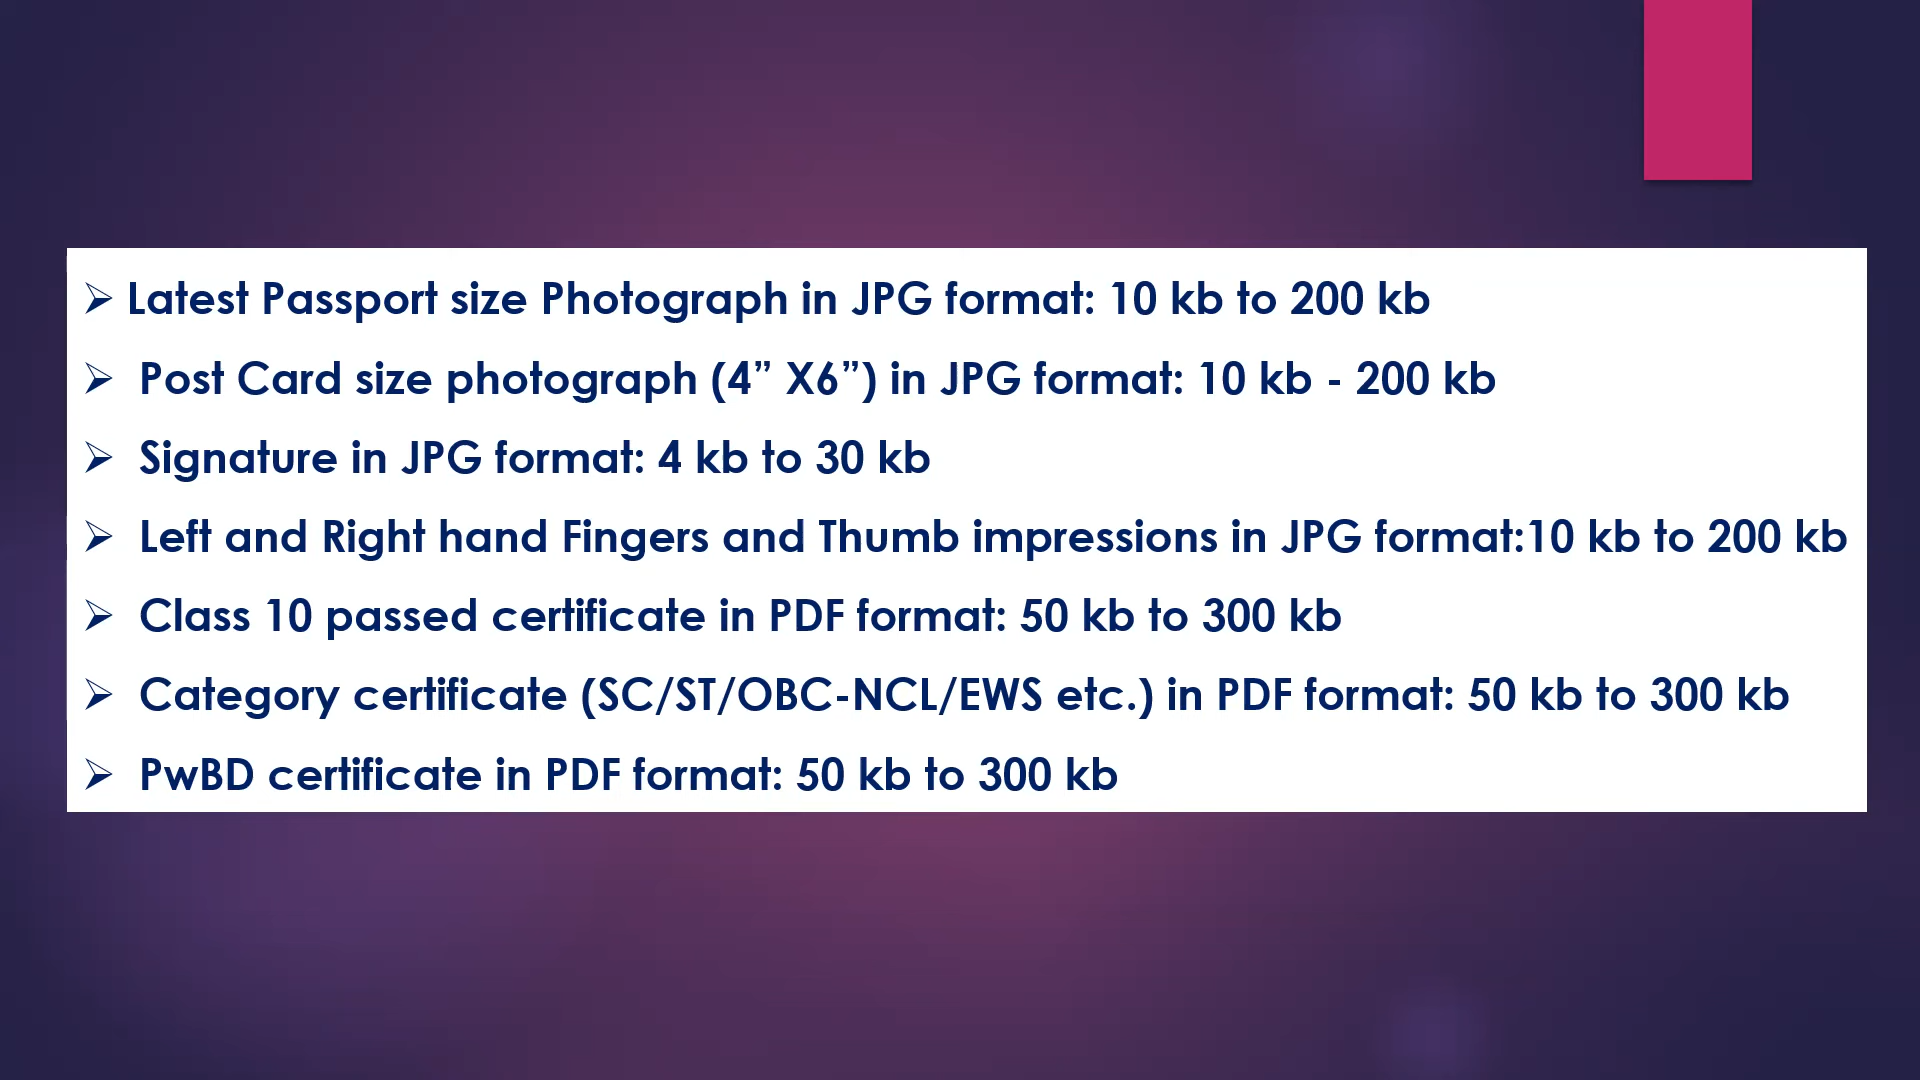 ➢ Latest Passport size Photograph in JPG format: 10 kb to 200 kb
➢ Post Card size photograph (4” X6”) in JPG format: 10 kb - 200 kb
➢ Signature in JPG format: 4 kb to 30 kb
➢ Left and Right hand Fingers and Thumb impressions in JPG format:10 kb to 200 kb
➢ Class 10 passed certificate in PDF format: 50 kb to 300 kb
➢ Category certificate (SC/ST/OBC-NCL/EWS etc.) in PDF format: 50 kb to 300 kb
➢ PwBD certificate in PDF format: 50 kb to 300 kb